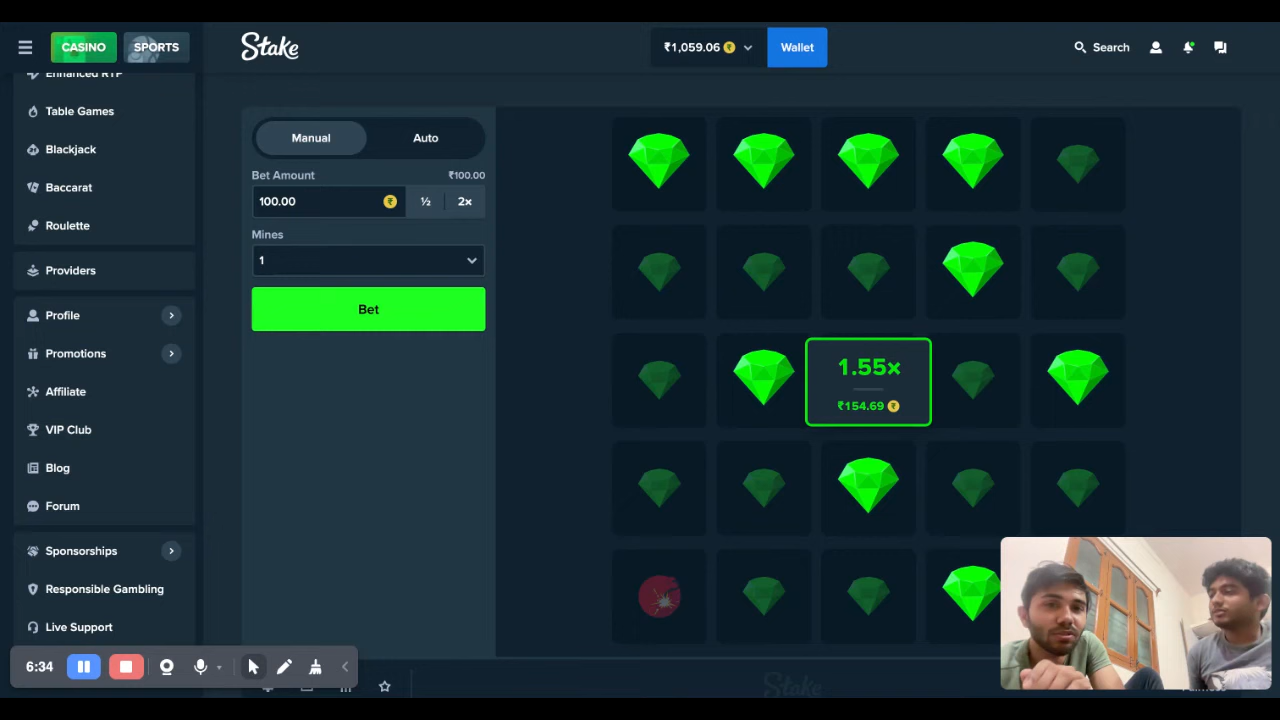 CASINO
SPORTS
Stake
₹1,059.06
Wallet
Search
Enhanced RTP
Table Games
Blackjack
Baccarat
Roulette
Providers
Profile
Promotions
Affiliate
VIP Club
Blog
Forum
Sponsorships
Responsible Gambling
Live Support
Manual
Auto
Bet Amount
₹100.00
100.00
½
2×
Mines
1
Bet
1.55×
₹154.69
6:34
Stake